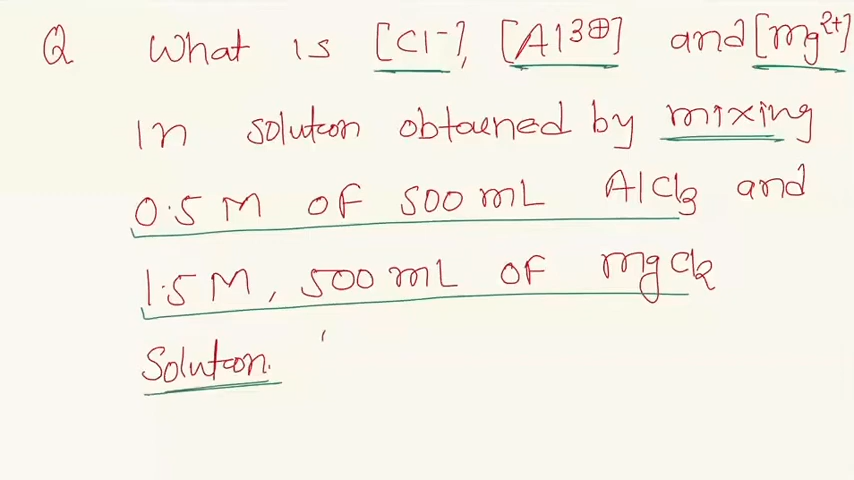 Q What is [Cl-], [Al3⊕] and [mg2+]
in solution obtained by mixing
0.5 M of 500 mL AlCl3 and
1.5 M, 500 mL of mgCl2
Solution.